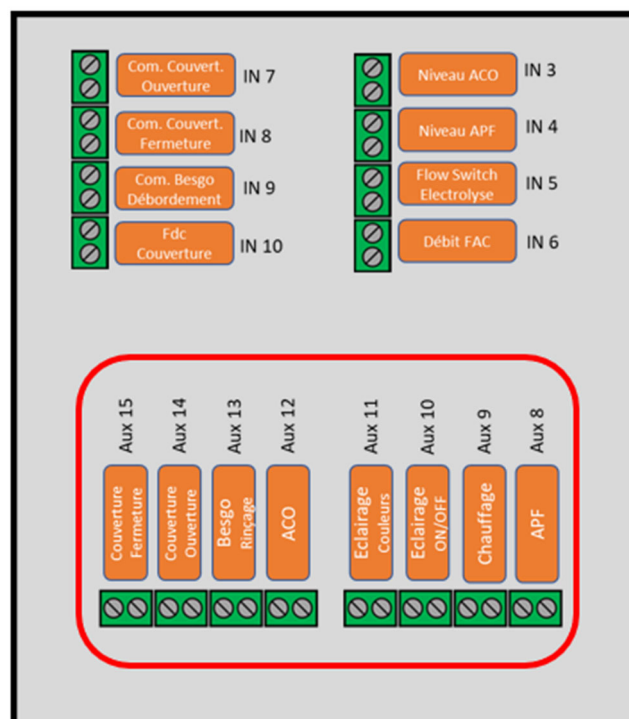 Com. Couvert.
Ouverture
IN 7
Com. Couvert.
Fermeture
IN 8
Com. Besgo
Débordement
IN 9
Fdc
Couverture
IN 10
Niveau ACO
IN 3
Niveau APF
IN 4
Flow Switch
Electrolyse
IN 5
Débit FAC
IN 6
Aux 15
Couverture
Fermeture
Aux 14
Couverture
Ouverture
Aux 13
Besgo
Rinçage
Aux 12
ACO
Aux 11
Eclairage
Couleurs
Aux 10
Eclairage
ON/OFF
Aux 9
Chauffage
Aux 8
APF